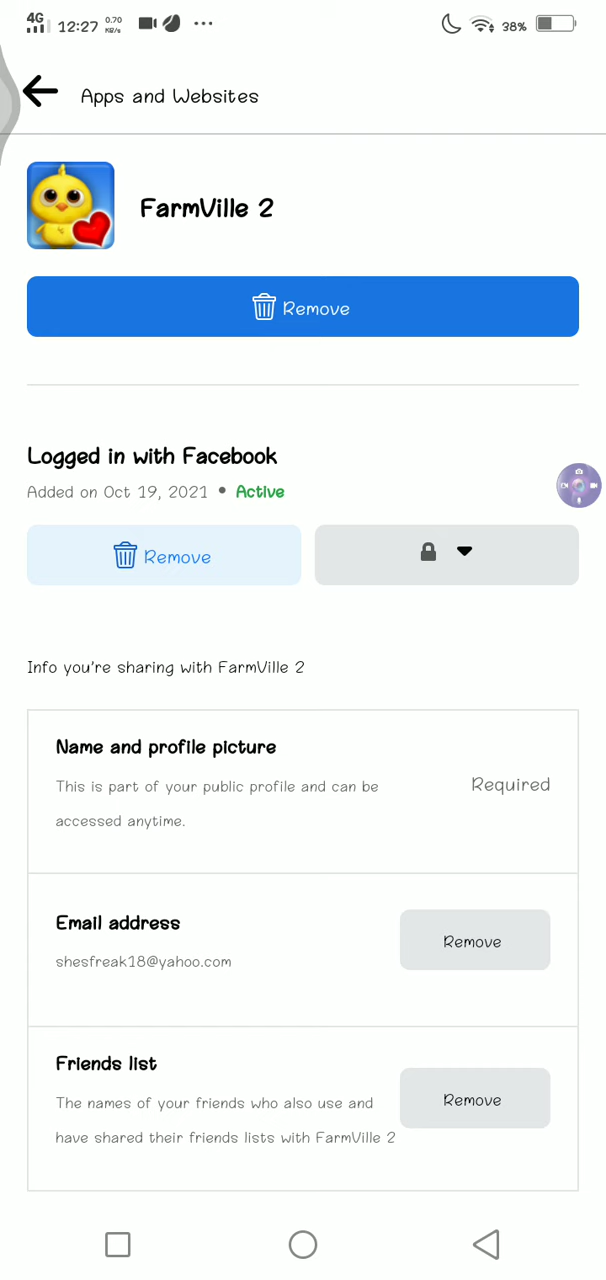 4G 12:27 0.70 KB/s ... 38%
Apps and Websites
FarmVille 2
Remove
Logged in with Facebook
Added on Oct 19, 2021 • Active
Remove
Info you're sharing with FarmVille 2
Name and profile picture
This is part of your public profile and can be
accessed anytime.
Required
Email address
shesfreak18@yahoo.com
Remove
Friends list
The names of your friends who also use and
have shared their friends lists with FarmVille 2
Remove